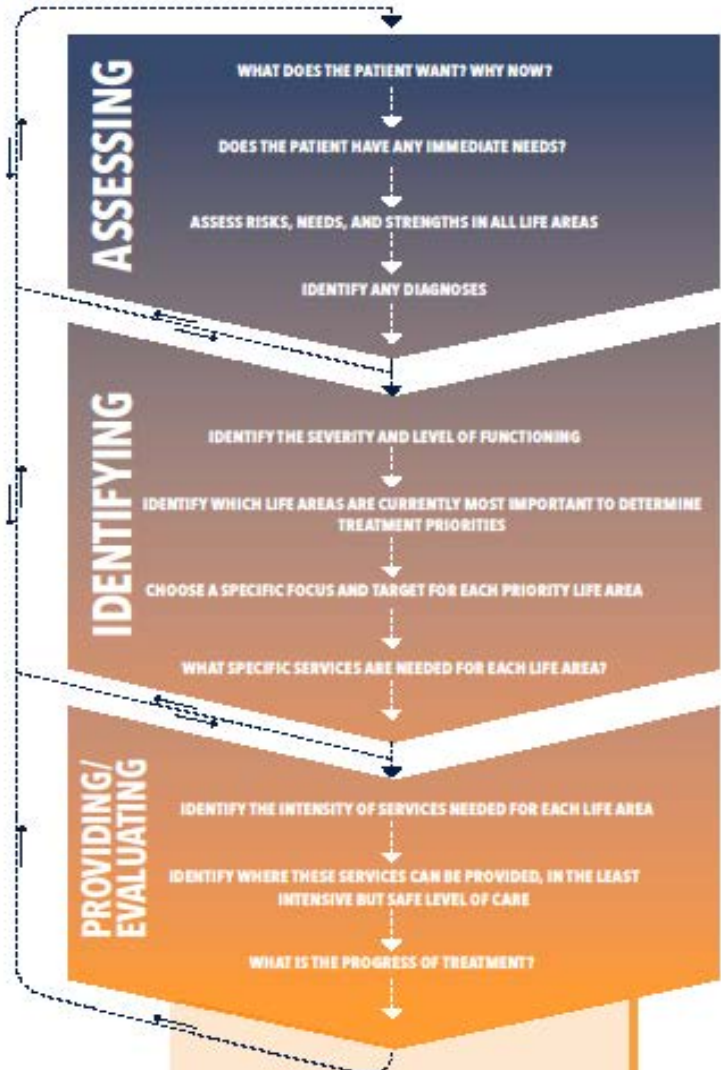 ASSESSING
WHAT DOES THE PATIENT WANT? WHY NOW?
DOES THE PATIENT HAVE ANY IMMEDIATE NEEDS?
ASSESS RISKS, NEEDS, AND STRENGTHS IN ALL LIFE AREAS
IDENTIFY ANY DIAGNOSES
IDENTIFYING
IDENTIFY THE SEVERITY AND LEVEL OF FUNCTIONING
IDENTIFY WHICH LIFE AREAS ARE CURRENTLY MOST IMPORTANT TO DETERMINE
TREATMENT PRIORITIES
CHOOSE A SPECIFIC FOCUS AND TARGET FOR EACH PRIORITY LIFE AREA
WHAT SPECIFIC SERVICES ARE NEEDED FOR EACH LIFE AREA?
PROVIDING/
EVALUATING
IDENTIFY THE INTENSITY OF SERVICES NEEDED FOR EACH LIFE AREA
IDENTIFY WHERE THESE SERVICES CAN BE PROVIDED, IN THE LEAST
INTENSIVE BUT SAFE LEVEL OF CARE
WHAT IS THE PROGRESS OF TREATMENT?